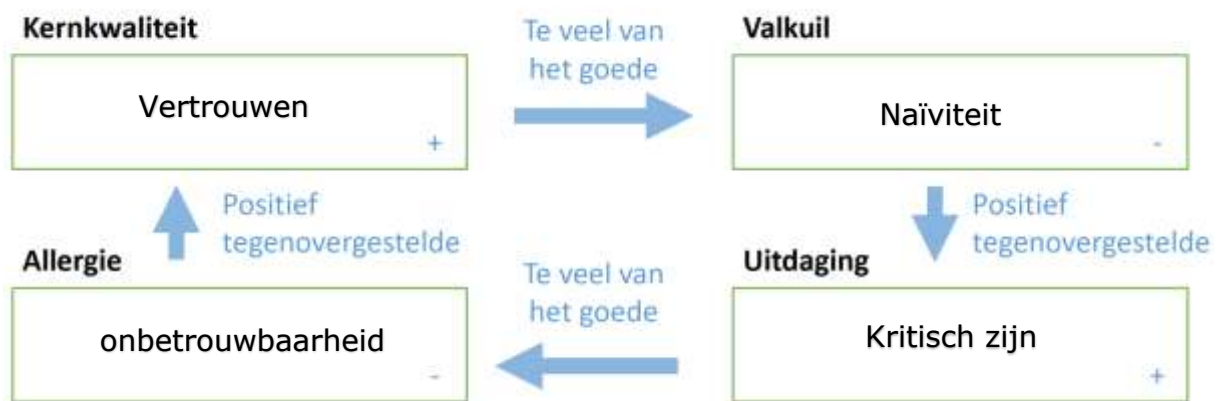 Kernkwaliteit
Te veel van
het goede
Valkuil
Vertrouwen
+
Naïviteit
-
Positief
tegenovergestelde
Positief
tegenovergestelde
Allergie
Te veel van
het goede
Uitdaging
onbetrouwbaarheid
-
Kritisch zijn
+